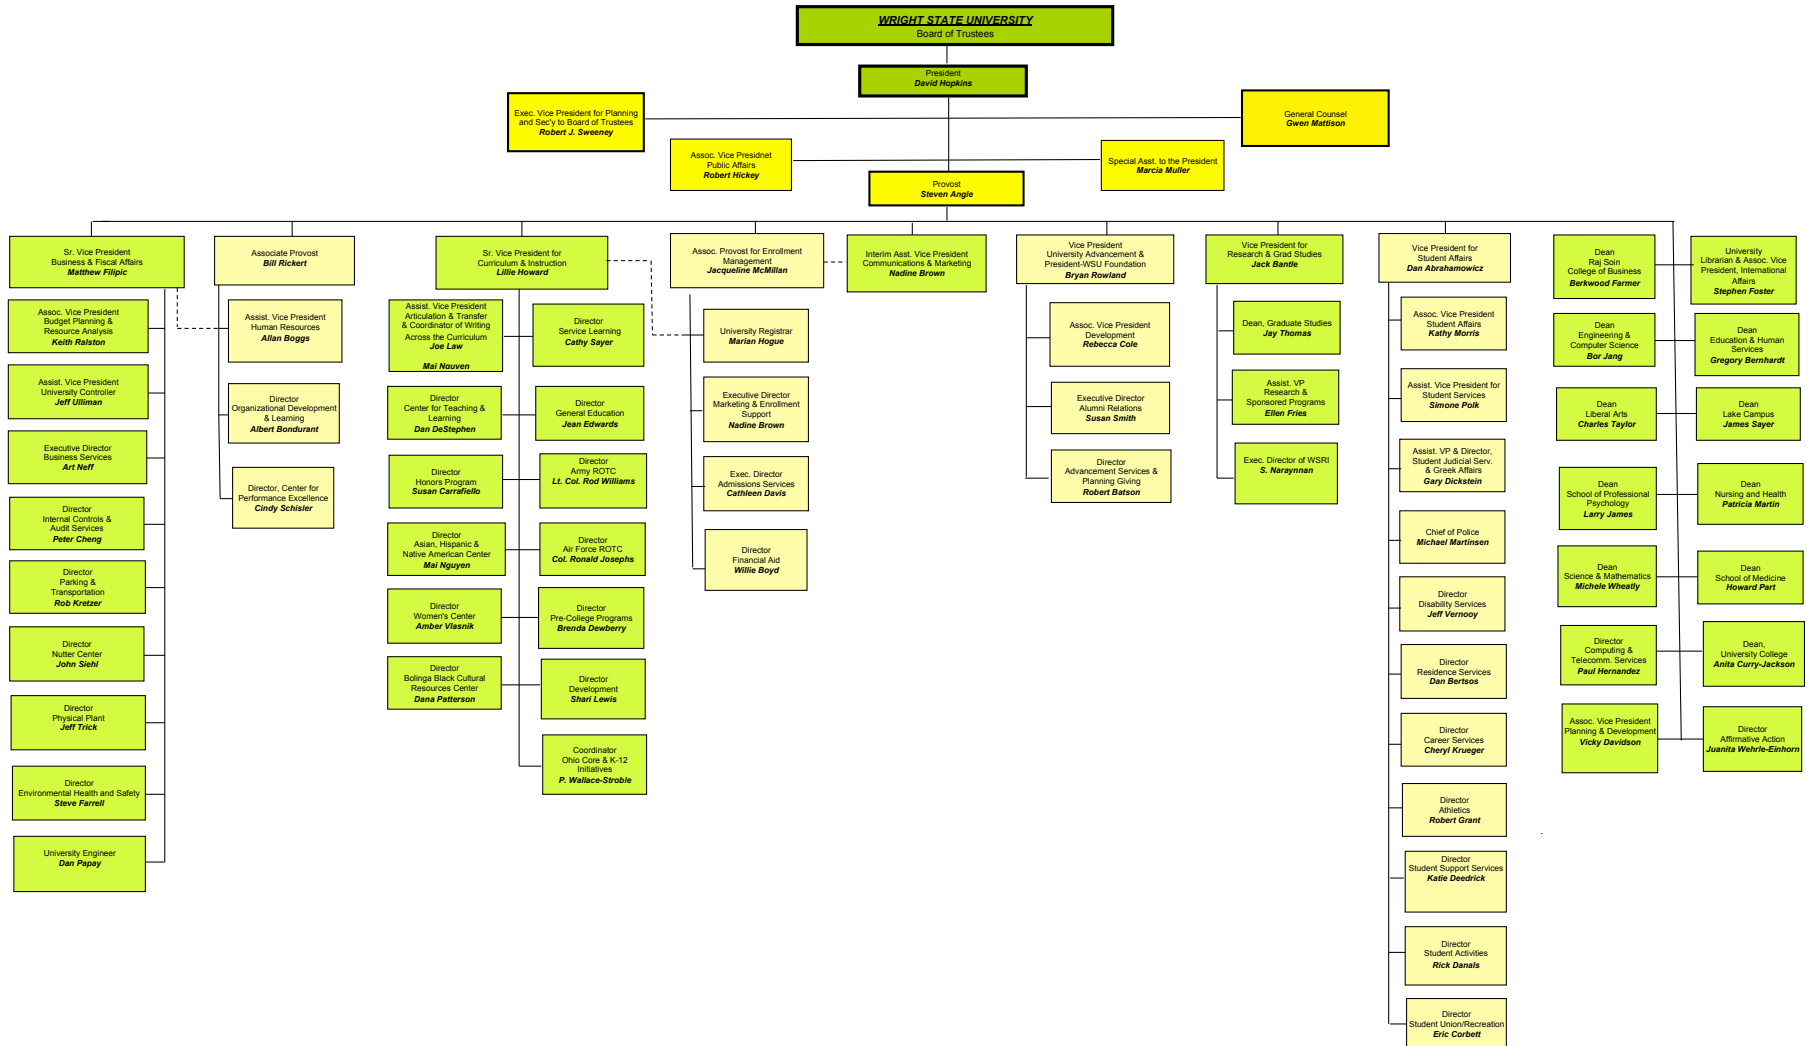 WRIGHT STATE UNIVERSITY
Board of Trustees
President
David Hopkins
Exec. Vice President for Planning
and Sec'y to Board of Trustees
Robert J. Sweeney
General Counsel
Gwen Mattison
Assoc. Vice Presidnet
Public Affairs
Robert Hickey
Special Asst. to the President
Marcia Muller
Provost
Steven Angle
Sr. Vice President
Business & Fiscal Affairs
Matthew Filipic
Assoc. Vice President
Budget Planning &
Resource Analysis
Keith Ralston
Assist. Vice President
University Controller
Jeff Ulliman
Executive Director
Business Services
Art Neff
Director
Internal Controls &
Audit Services
Peter Cheng
Director
Parking &
Transportation
Rob Kretzer
Director
Nutter Center
John Siehl
Director
Physical Plant
Jeff Trick
Director
Environmental Health and Safety
Steve Farrell
University Engineer
Dan Papay
Associate Provost
Bill Rickert
Assist. Vice President
Human Resources
Allan Boggs
Director
Organizational Development
& Learning
Albert Bondurant
Director, Center for
Performance Excellence
Cindy Schisler
Sr. Vice President for
Curriculum & Instruction
Lillie Howard
Assist. Vice President
Articulation & Transfer
& Coordinator of Writing
Across the Curriculum
Joe Law
Mai Nguyen
Director
Service Learning
Cathy Sayer
Director
Center for Teaching &
Learning
Dan DeStephen
Director
General Education
Jean Edwards
Director
Honors Program
Susan Carrafiello
Director
Army ROTC
Lt. Col. Rod Williams
Director
Asian, Hispanic &
Native American Center
Mai Nguyen
Director
Air Force ROTC
Col. Ronald Josephs
Director
Women's Center
Amber Vlasnik
Director
Pre-College Programs
Brenda Dewberry
Director
Bolinga Black Cultural
Resources Center
Dana Patterson
Director
Development
Shari Lewis
Coordinator
Ohio Core & K-12
Initiatives
P. Wallace-Stroble
Assoc. Provost for Enrollment
Management
Jacqueline McMillan
University Registrar
Marian Hogue
Executive Director
Marketing & Enrollment
Support
Nadine Brown
Exec. Director
Admissions Services
Cathleen Davis
Director
Financial Aid
Willie Boyd
Interim Asst. Vice President
Communications & Marketing
Nadine Brown
Vice President
University Advancement &
President-WSU Foundation
Bryan Rowland
Assoc. Vice President
Development
Rebecca Cole
Executive Director
Alumni Relations
Susan Smith
Director
Advancement Services &
Planning Giving
Robert Batson
Vice President for
Research & Grad Studies
Jack Bantle
Dean, Graduate Studies
Jay Thomas
Assist. VP
Research &
Sponsored Programs
Ellen Fries
Exec. Director of WSRI
S. Naraynnan
Vice President for
Student Affairs
Dan Abrahamowicz
Assoc. Vice President
Student Affairs
Kathy Morris
Assist. Vice President for
Student Services
Simone Polk
Assist. VP & Director,
Student Judicial Serv.
& Greek Affairs
Gary Dickstein
Chief of Police
Michael Martinsen
Director
Disability Services
Jeff Vernooy
Director
Residence Services
Dan Bertsos
Director
Career Services
Cheryl Krueger
Director
Athletics
Robert Grant
Director
Student Support Services
Katie Deedrick
Director
Student Activities
Rick Danals
Director
Student Union/Recreation
Eric Corbett
Dean
Raj Soin
College of Business
Berkwood Farmer
University
Librarian & Assoc. Vice
President, International
Affairs
Stephen Foster
Dean
Engineering &
Computer Science
Bor Jang
Dean
Education & Human
Services
Gregory Bernhardt
Dean
Liberal Arts
Charles Taylor
Dean
Lake Campus
James Sayer
Dean
School of Professional
Psychology
Larry James
Dean
Nursing and Health
Patricia Martin
Dean
Science & Mathematics
Michele Wheatly
Dean
School of Medicine
Howard Part
Director
Computing &
Telecomm. Services
Paul Hernandez
Dean,
University College
Anita Curry-Jackson
Assoc. Vice President
Planning & Development
Vicky Davidson
Director
Affirmative Action
Juanita Wehrle-Einhorn